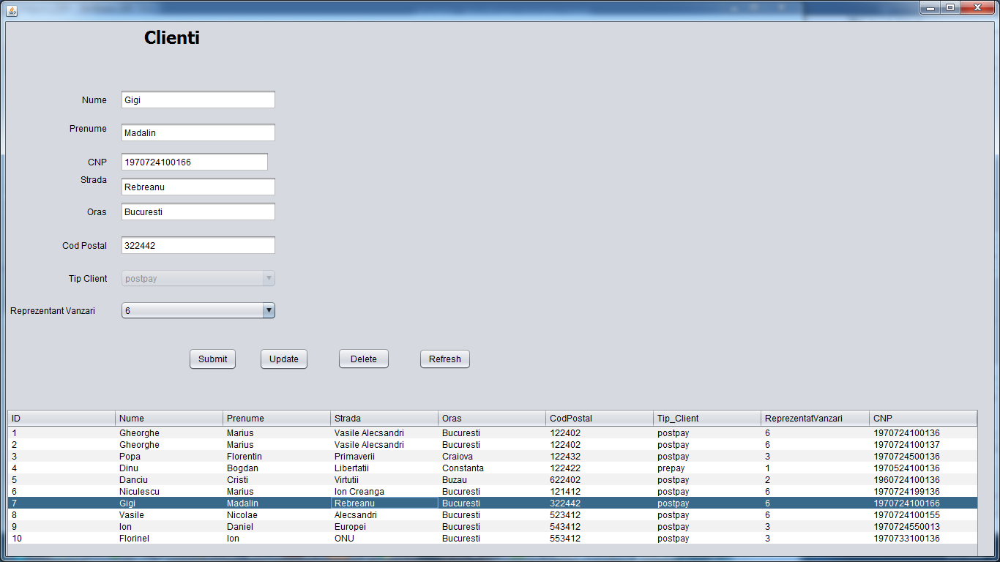 Clienti
Nume Gigi
Prenume Madalin
CNP 1970724100166
Strada Rebreanu
Oras Bucuresti
Cod Postal 322442
Tip Client postpay
Reprezentant Vanzari 6
Submit Update Delete Refresh
ID Nume Prenume Strada Oras CodPostal Tip_Client ReprezentatVanzari CNP
1 Gheorghe Marius Vasile Alecsandri Bucuresti 122402 postpay 6 1970724100136
2 Gheorghe Marius Vasile Alecsandri Bucuresti 122402 postpay 6 1970724100137
3 Popa Florentin Primaverii Craiova 122432 postpay 3 1970724500136
4 Dinu Bogdan Libertatii Constanta 122422 prepay 1 1970524100136
5 Danciu Cristi Virtutii Buzau 622402 postpay 2 1960724100136
6 Niculescu Marius Ion Creanga Bucuresti 121412 postpay 6 1970724199136
7 Gigi Madalin Rebreanu Bucuresti 322442 postpay 6 1970724100166
8 Vasile Nicolae Alecsandri Bucuresti 523412 postpay 6 1970724100155
9 Ion Daniel Europei Bucuresti 543412 postpay 3 1970724550013
10 Florinel Ion ONU Bucuresti 553412 postpay 3 1970733100136